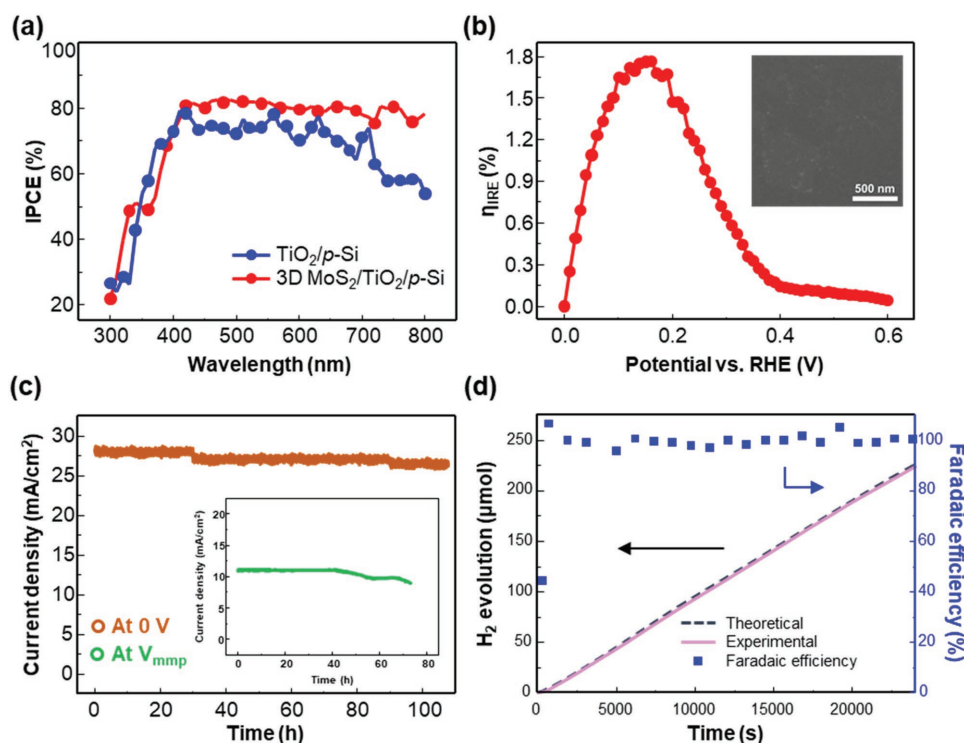 (a)
100
80
60
40
20
IPCE (%)
300 400 500 600 700 800
Wavelength (nm)
TiO2/p-Si
3D MoS2/TiO2/p-Si
(b)
1.8
1.5
1.2
0.9
0.6
0.3
0.0
ηIRE (%)
0.0 0.2 0.4 0.6
Potential vs. RHE (V)
500 nm
(c)
30
25
20
15
10
5
0
Current density (mA/cm2)
0 20 40 60 80 100
Time (h)
At 0 V
At Vmmp
20
15
10
5
0
Current density (mA/cm2)
0 20 40 60 80
Time (h)
(d)
250
200
150
100
50
0
H2 evolution (μmol)
0 5000 10000 15000 20000
Time (s)
100
80
60
40
20
0
Faradaic efficiency (%)
Theoretical
Experimental
Faradaic efficiency